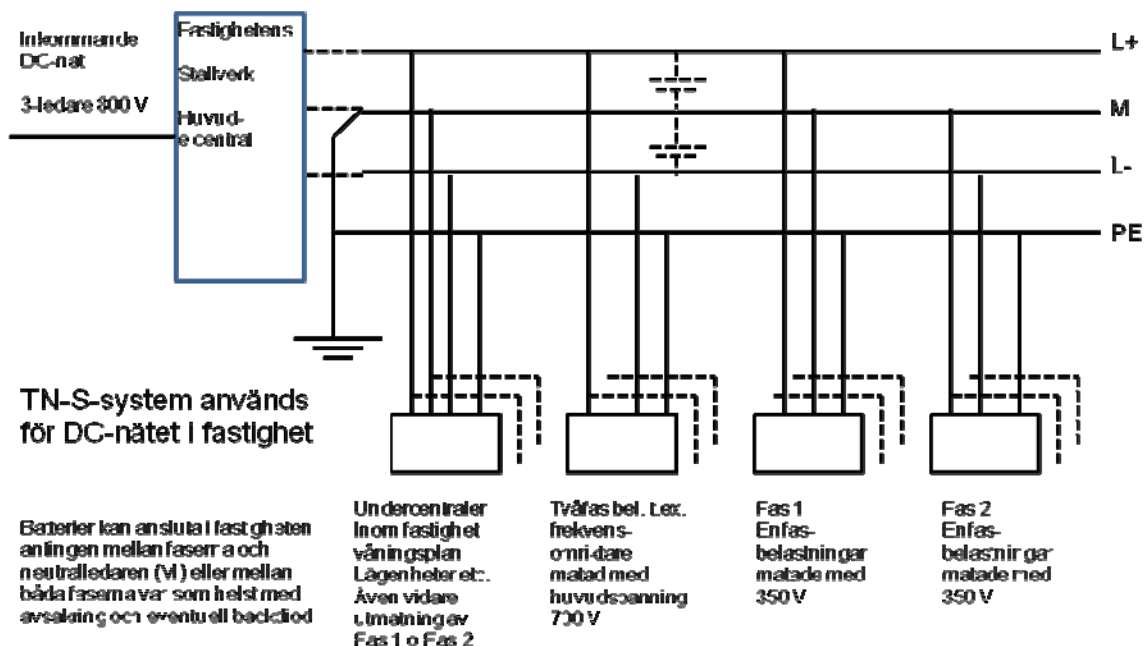 Inkommande
DC-nät
3-ledare 800 V
Fastighetens
Ställverk
Huvud-
central
L+
M
L-
PE
TN-S-system används
för DC-nätet i fastighet
Batterier kan ansluta i fastigheten
antingen mellan faserna och
neutralledaren (M) eller mellan
båda faserna var som helst med
avsäkring och eventuell backdiod
Undercentraler
Inom fastighet
våningsplan
Lägenheter etc.
Även vidare
utmatning av
Fas 1 o Fas 2
Tvåfas bel. t.ex.
frekvens-
omriktare
matad med
huvudspänning
700 V
Fas 1
Enfas-
belastningar
matade med
350 V
Fas 2
Enfas-
belastningar
matade med
350 V